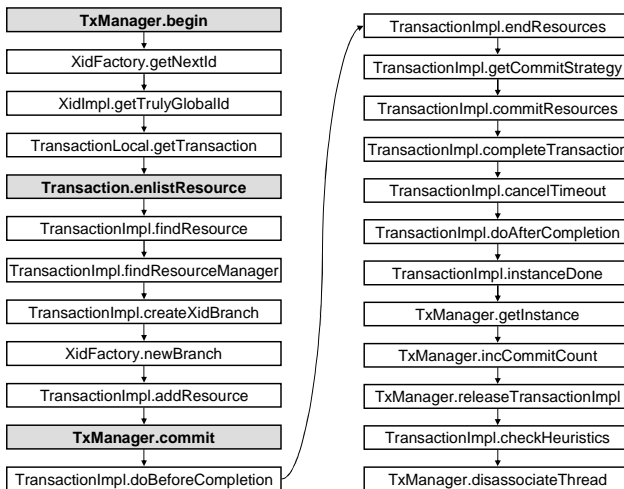 TxManager.begin
XidFactory.getNextId
XidImpl.getTrulyGlobalId
TransactionLocal.getTransaction
Transaction.enlistResource
TransactionImpl.findResource
TransactionImpl.findResourceManager
TransactionImpl.createXidBranch
XidFactory.newBranch
TransactionImpl.addResource
TxManager.commit
TransactionImpl.doBeforeCompletion
TransactionImpl.endResources
TransactionImpl.getCommitStrategy
TransactionImpl.commitResources
TransactionImpl.completeTransaction
TransactionImpl.cancelTimeout
TransactionImpl.doAfterCompletion
TransactionImpl.instanceDone
TxManager.getInstance
TxManager.incCommitCount
TxManager.releaseTransactionImpl
TransactionImpl.checkHeuristics
TxManager.disassociateThread